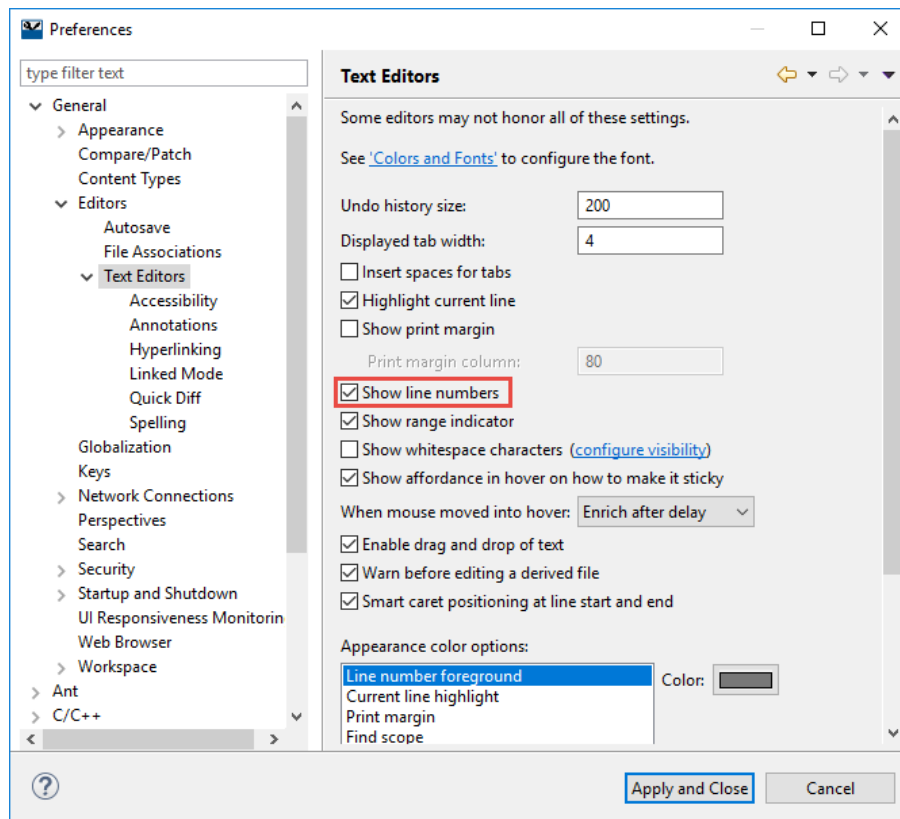 Preferences
type filter text
General
Appearance
Compare/Patch
Content Types
Editors
Autosave
File Associations
Text Editors
Accessibility
Annotations
Hyperlinking
Linked Mode
Quick Diff
Spelling
Globalization
Keys
Network Connections
Perspectives
Search
Security
Startup and Shutdown
UI Responsiveness Monitorin
Web Browser
Workspace
Ant
C/C++
Text Editors
Some editors may not honor all of these settings.
See 'Colors and Fonts' to configure the font.
Undo history size: 200
Displayed tab width: 4
Insert spaces for tabs
Highlight current line
Show print margin
Print margin column: 80
Show line numbers
Show range indicator
Show whitespace characters (configure visibility)
Show affordance in hover on how to make it sticky
When mouse moved into hover: Enrich after delay
Enable drag and drop of text
Warn before editing a derived file
Smart caret positioning at line start and end
Appearance color options:
Line number foreground
Color:
Current line highlight
Print margin
Find scope
?
Apply and Close
Cancel